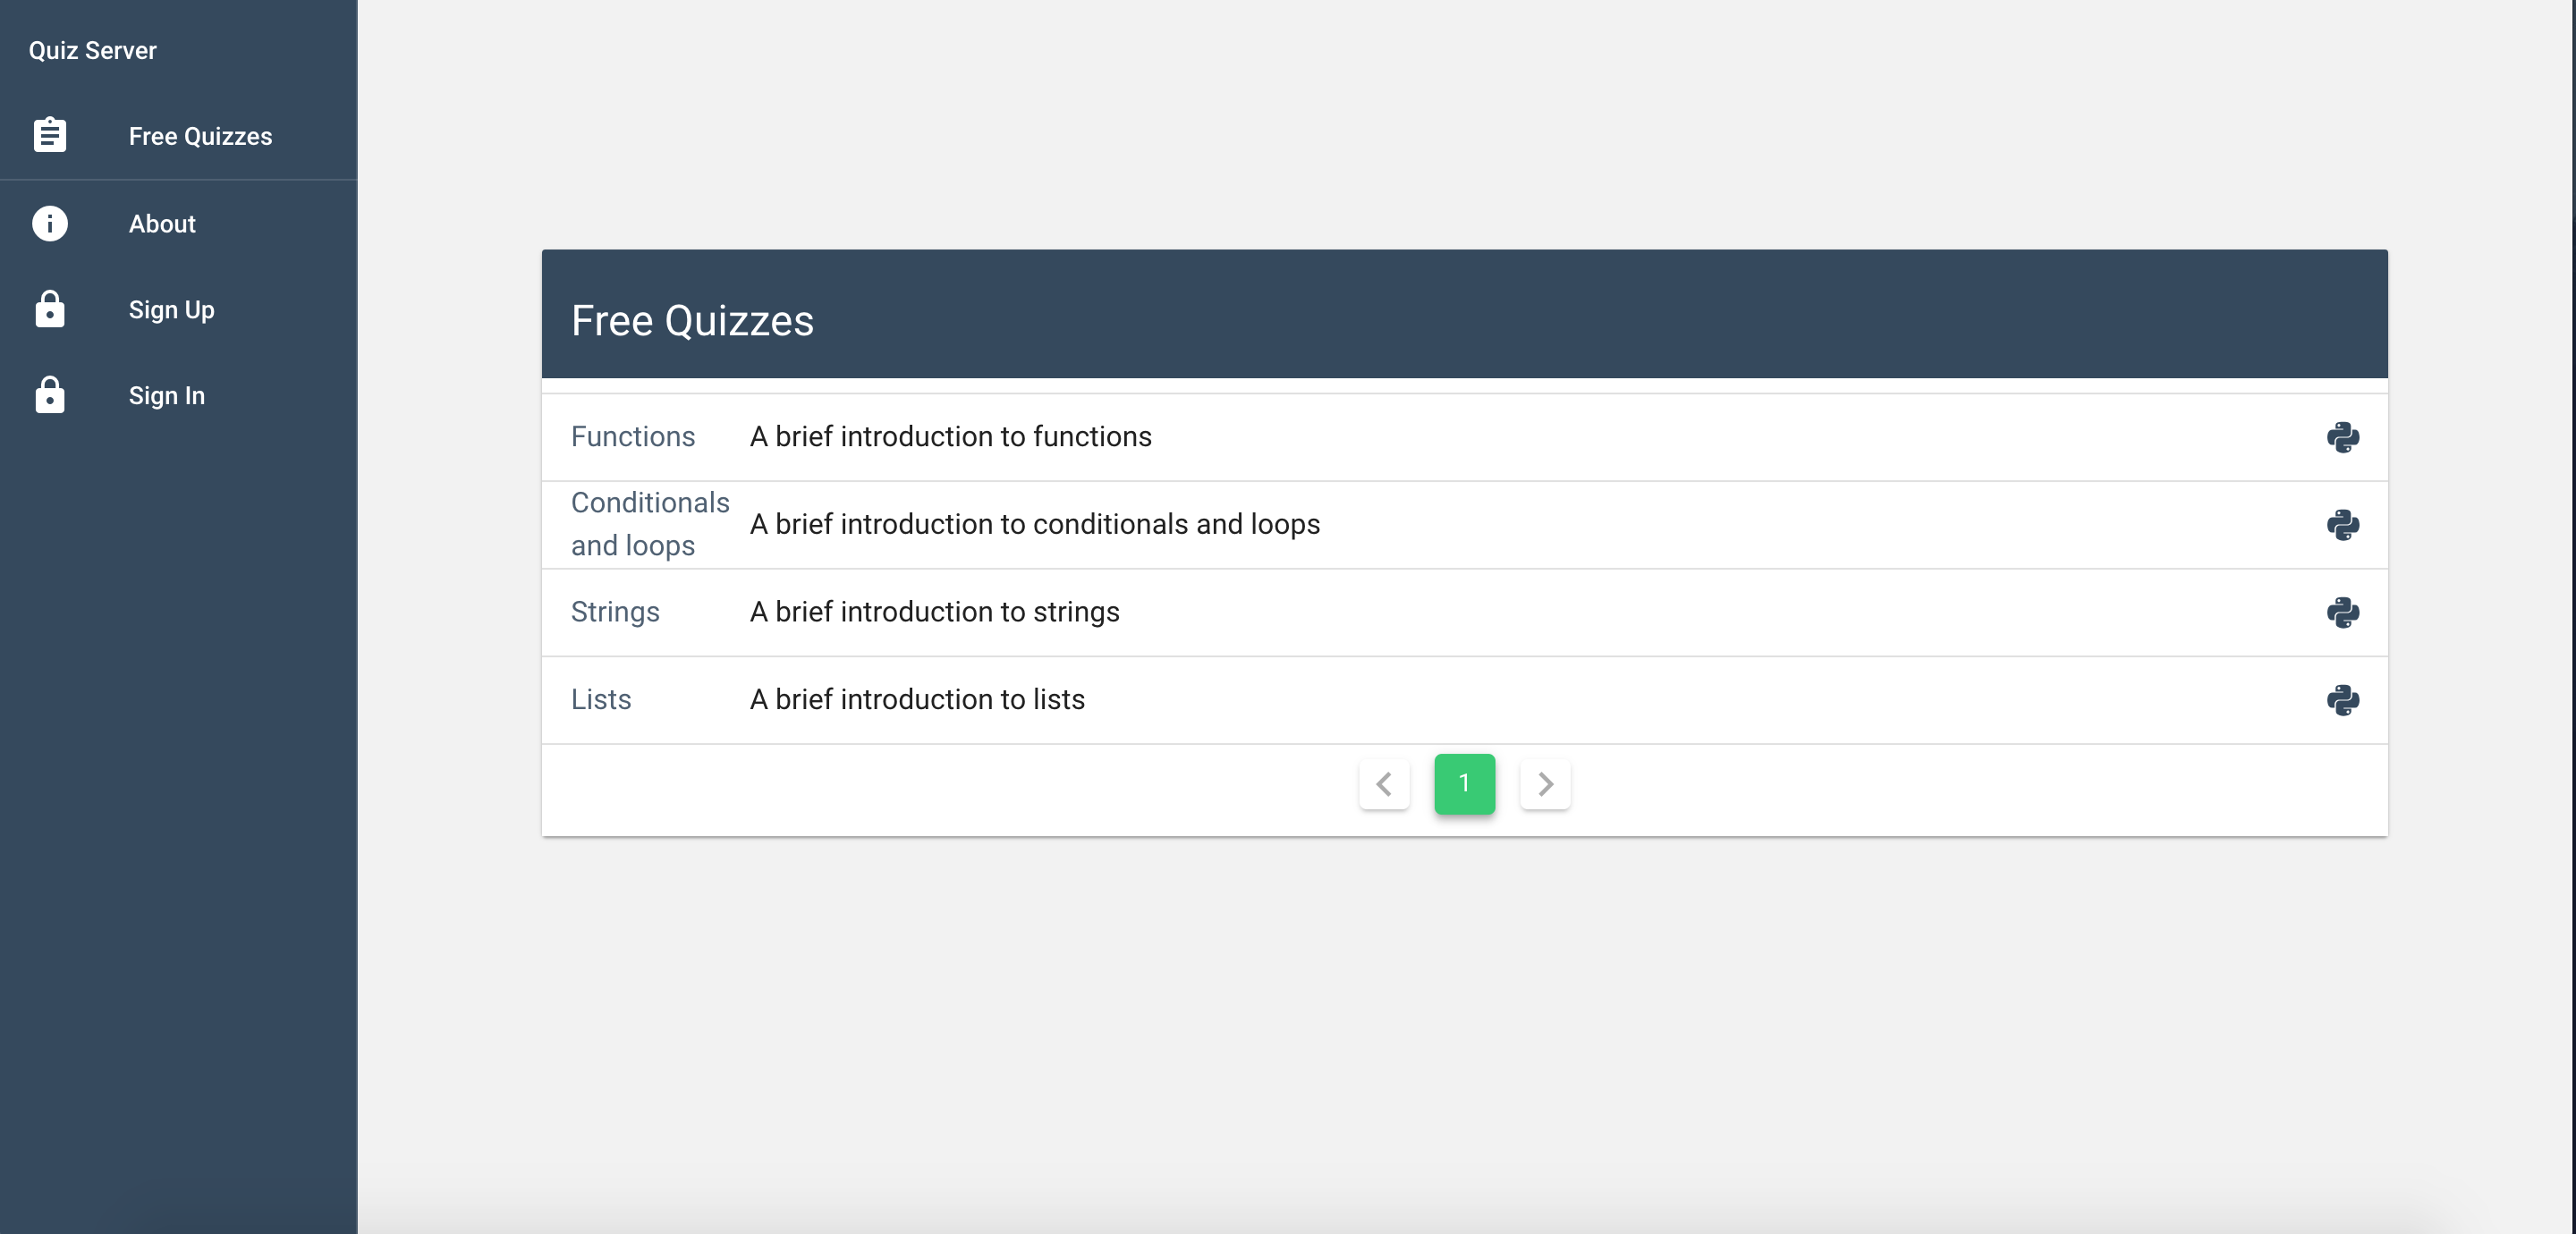 Quiz Server
Free Quizzes
About
Sign Up
Sign In
Free Quizzes
Functions A brief introduction to functions
Conditionals
and loops A brief introduction to conditionals and loops
Strings A brief introduction to strings
Lists A brief introduction to lists
1